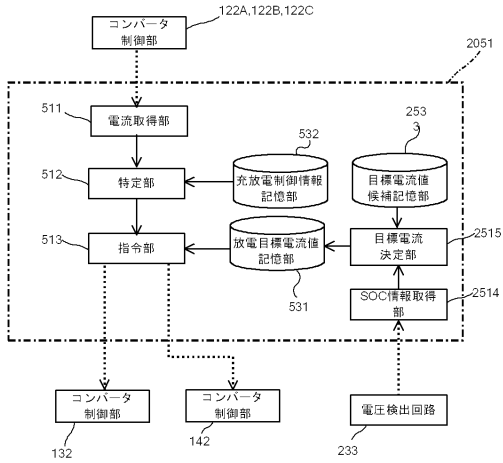 122A,122B,122C
コンバータ
制御部
2051
511
電流取得部
532
253
3
512
特定部
充放電制御情報
記憶部
目標電流値
候補記憶部
513
指令部
放電目標電流値
記憶部
目標電流
決定部
2515
531
SOC情報取得
部
2514
コンバータ
制御部
コンバータ
制御部
電圧検出回路
132
142
233